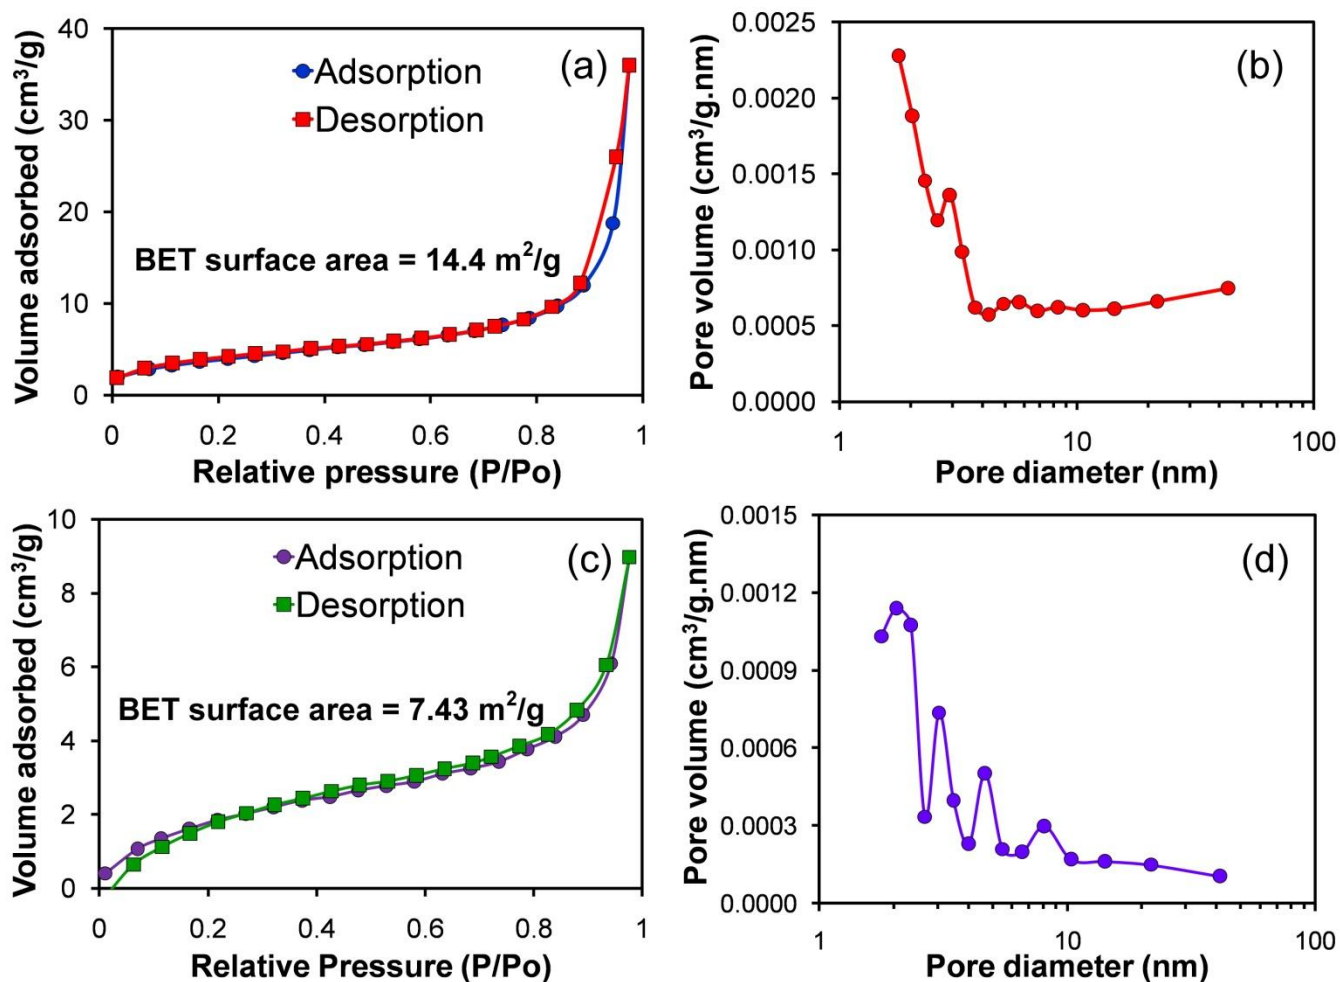 (a)
Adsorption
Desorption
BET surface area = 14.4 m²/g
Volume adsorbed (cm³/g)
40
30
20
10
0
0 0.2 0.4 0.6 0.8 1
Relative pressure (P/Po)
(b)
Pore volume (cm³/g.nm)
0.0025
0.0020
0.0015
0.0010
0.0005
0.0000
1 10 100
Pore diameter (nm)
(c)
Adsorption
Desorption
BET surface area = 7.43 m²/g
Volume adsorbed (cm³/g)
10
8
6
4
2
0
0 0.2 0.4 0.6 0.8 1
Relative Pressure (P/Po)
(d)
Pore volume (cm³/g.nm)
0.0015
0.0012
0.0009
0.0006
0.0003
0.0000
1 10 100
Pore diameter (nm)